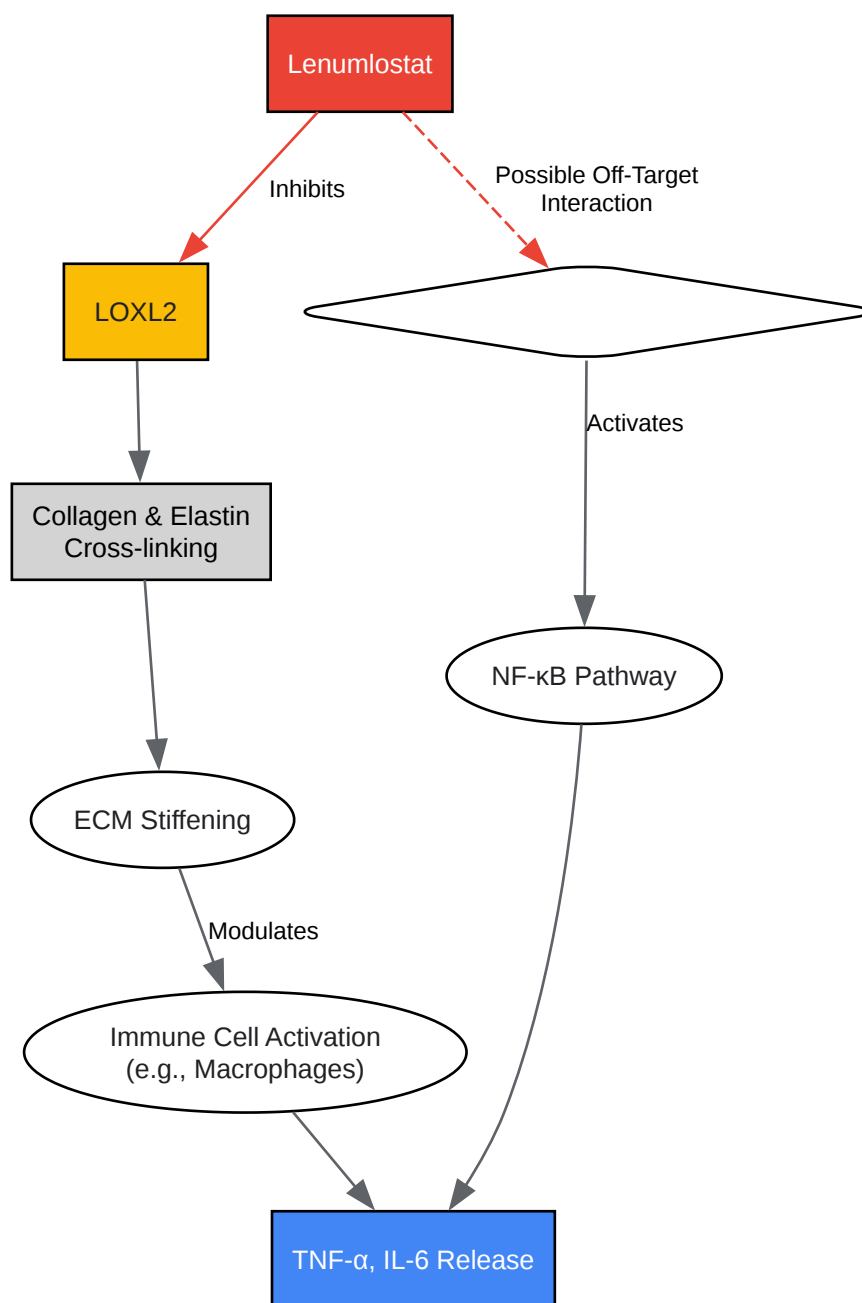 Lenumlostat
Inhibits
Possible Off-Target
Interaction
LOXL2
Activates
Collagen & Elastin
Cross-linking
NF-κB Pathway
ECM Stiffening
Modulates
Immune Cell Activation
(e.g., Macrophages)
TNF-α, IL-6 Release